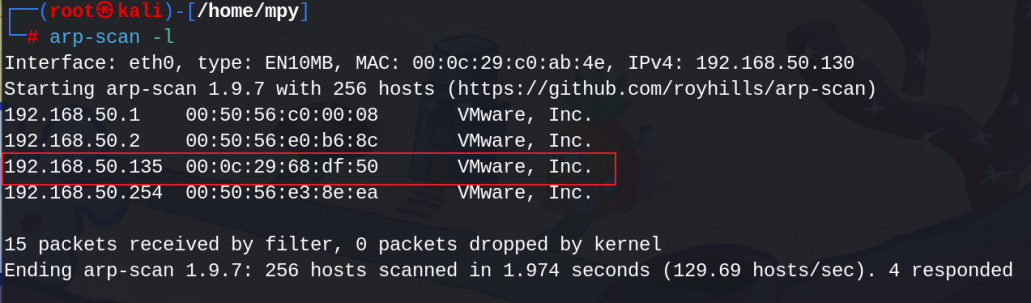 ┌──(root㉿kali)-[/home/mpy]
└─# arp-scan -l
Interface: eth0, type: EN10MB, MAC: 00:0c:29:c0:ab:4e, IPv4: 192.168.50.130
Starting arp-scan 1.9.7 with 256 hosts (https://github.com/royhills/arp-scan)
192.168.50.1    00:50:56:c0:00:08       VMware, Inc.
192.168.50.2    00:50:56:e0:b6:8c       VMware, Inc.
192.168.50.135  00:0c:29:68:df:50       VMware, Inc.
192.168.50.254  00:50:56:e3:8e:ea       VMware, Inc.
15 packets received by filter, 0 packets dropped by kernel
Ending arp-scan 1.9.7: 256 hosts scanned in 1.974 seconds (129.69 hosts/sec). 4 responded